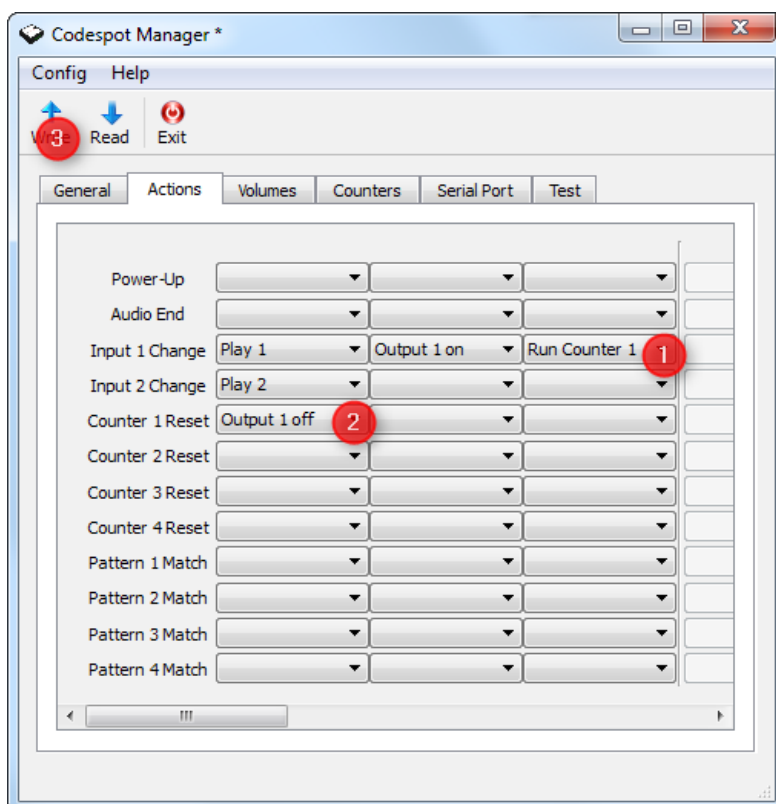 Codespot Manager *
Config Help
Read Exit
3
General Actions Volumes Counters Serial Port Test
Power-Up
Audio End
Input 1 Change Play 1 Output 1 on Run Counter 1 1
Input 2 Change Play 2
Counter 1 Reset Output 1 off 2
Counter 2 Reset
Counter 3 Reset
Counter 4 Reset
Pattern 1 Match
Pattern 2 Match
Pattern 3 Match
Pattern 4 Match